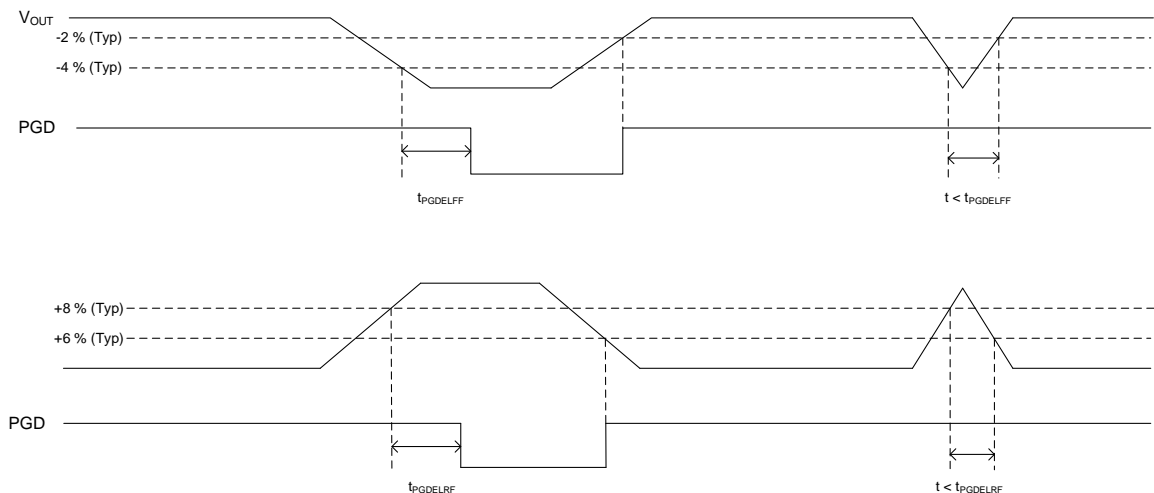 VOUT
-2 % (Typ)
-4 % (Typ)
PGD
tPGDELFF
t < tPGDELFF
+8 % (Typ)
+6 % (Typ)
PGD
tPGDELRF
t < tPGDELRF